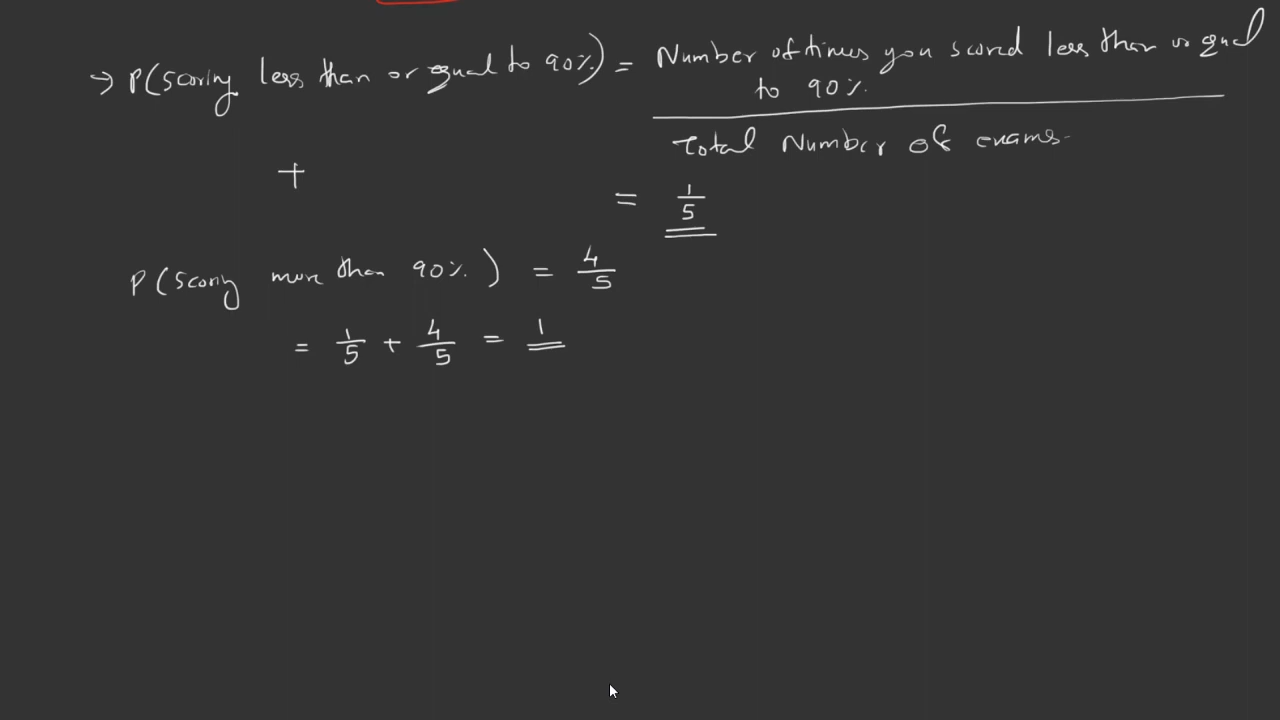 → P(scoring less than or equal to 90%) = Number of times you scored less than or equal
to 90%.
Total Number of exams.
+
= 1/5
P(scoring more than 90%.) = 4/5
= 1/5 + 4/5 = 1